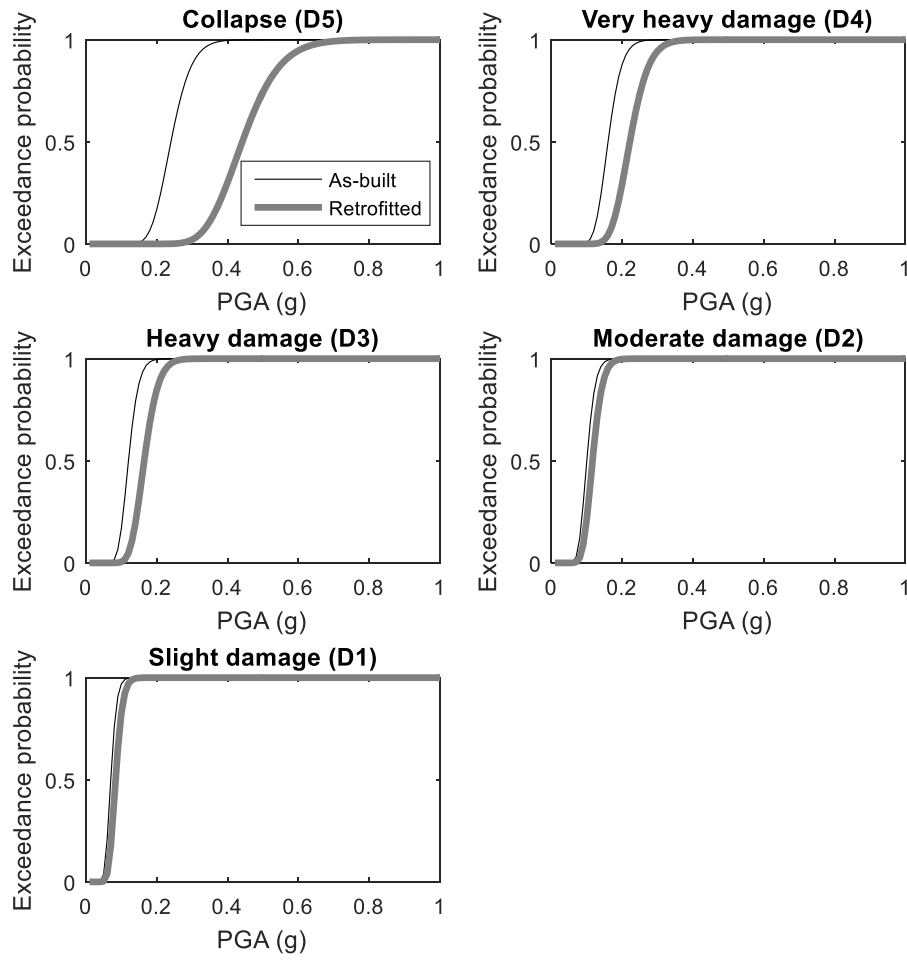 Collapse (D5)
Exceedance probability
1
0.5
0
As-built
Retrofitted
0 0.2 0.4 0.6 0.8 1
PGA (g)
Very heavy damage (D4)
Exceedance probability
1
0.5
0
0 0.2 0.4 0.6 0.8 1
PGA (g)
Heavy damage (D3)
Exceedance probability
1
0.5
0
0 0.2 0.4 0.6 0.8 1
PGA (g)
Moderate damage (D2)
Exceedance probability
1
0.5
0
0 0.2 0.4 0.6 0.8 1
PGA (g)
Slight damage (D1)
Exceedance probability
1
0.5
0
0 0.2 0.4 0.6 0.8 1
PGA (g)